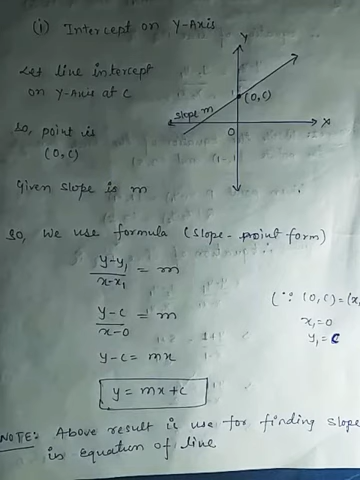 (i) Intercept on Y-Axis
Y
Let line intercept
on Y-Axis at C
(0,C)
slope m
X
O
So, point is
(0,C)
Given slope is m
So, We use formula (slope-point form)
y-y₁/x-x₁ = m
(∵ (0,C)=(x,
y-c/x-0 = m
x₁=0
y₁=C
y-c = mx
y = mx+c
NOTE: Above result is use for finding slope
in equation of line